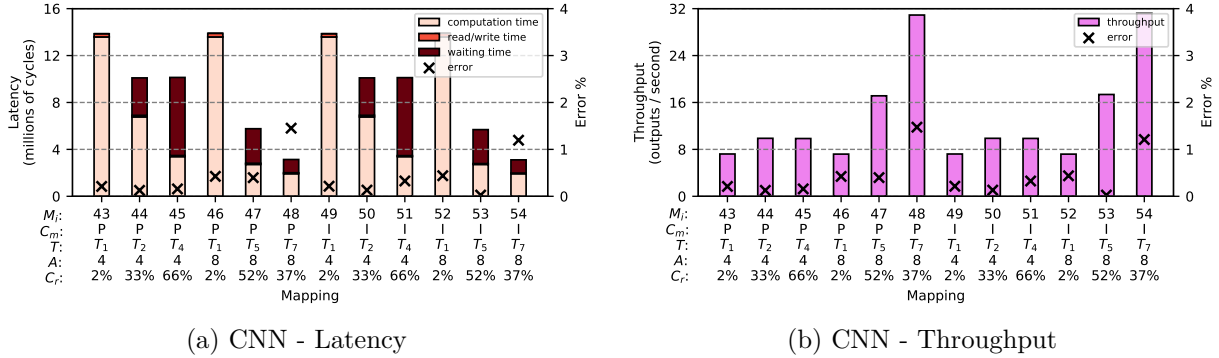 16
12
8
4
0
Latency
(millions of cycles)
computation time
read/write time
waiting time
error
4
3
2
1
0
Error %
M_i: 43 44 45 46 47 48 49 50 51 52 53 54
C_m: P P P P P P I I I I I I
T: T_1 T_2 T_4 T_1 T_5 T_7 T_1 T_2 T_4 T_1 T_5 T_7
A: 4 4 4 8 8 8 4 4 4 8 8 8
C_r: 2% 33% 66% 2% 52% 37% 2% 33% 66% 2% 52% 37%
Mapping
(a) CNN - Latency
32
24
16
8
0
Throughput
(outputs / second)
throughput
error
4
3
2
1
0
Error %
M_i: 43 44 45 46 47 48 49 50 51 52 53 54
C_m: P P P P P P I I I I I I
T: T_1 T_2 T_4 T_1 T_5 T_7 T_1 T_2 T_4 T_1 T_5 T_7
A: 4 4 4 8 8 8 4 4 4 8 8 8
C_r: 2% 33% 66% 2% 52% 37% 2% 33% 66% 2% 52% 37%
Mapping
(b) CNN - Throughput